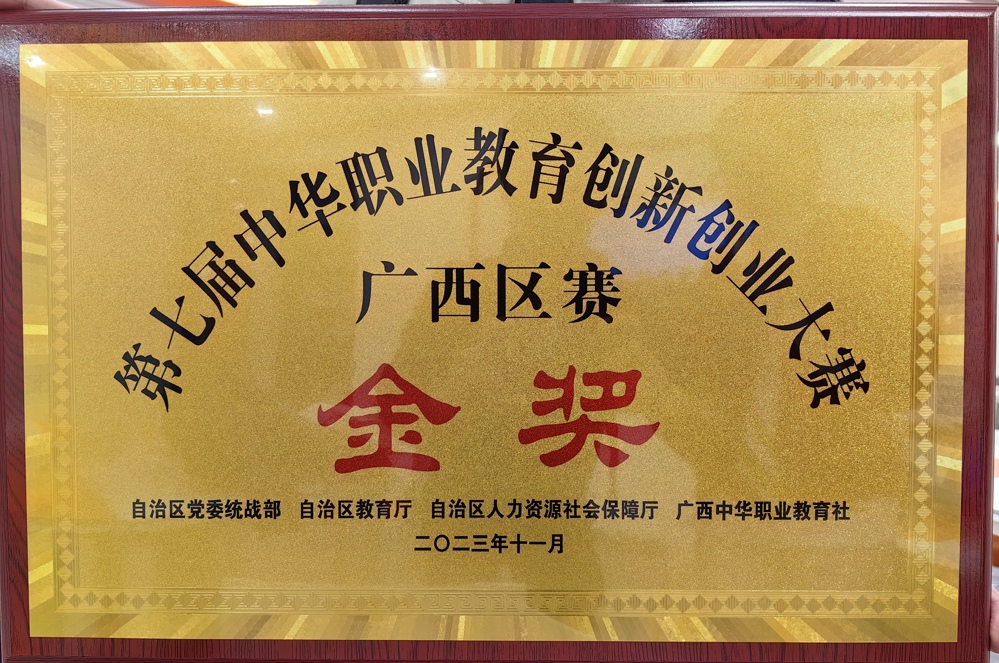 第七届中华职业教育创新创业大赛
广西区赛
金奖
自治区党委统战部 自治区教育厅 自治区人力资源社会保障厅 广西中华职业教育社
二〇二三年十一月